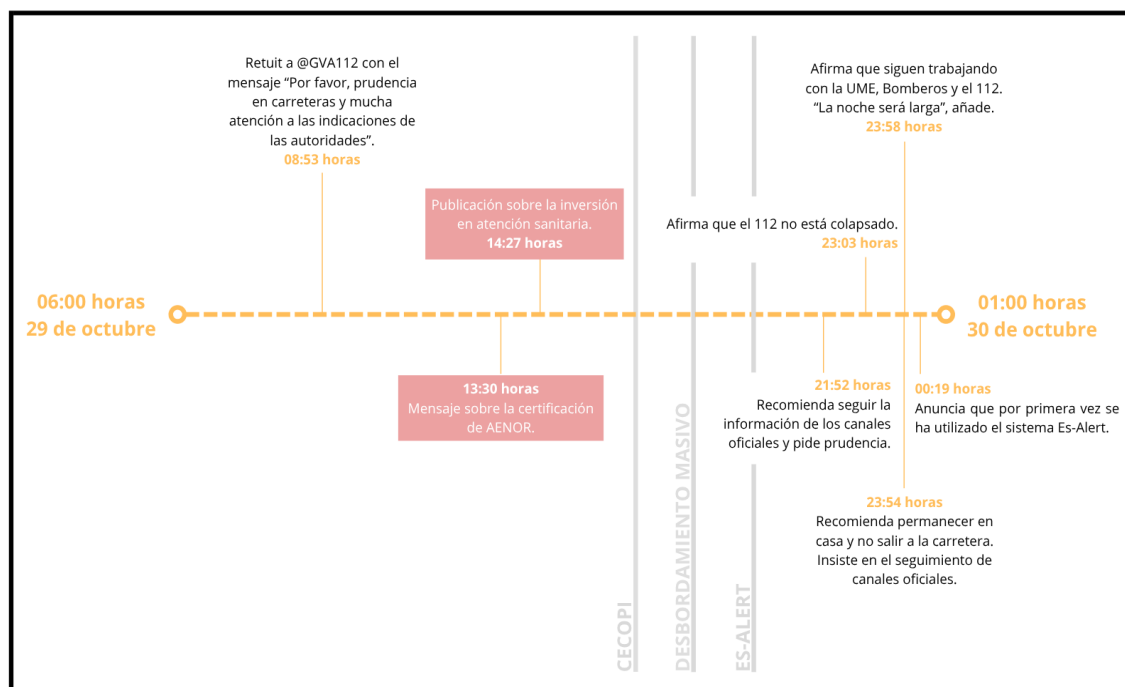 Retuit a @GVA112 con el
mensaje “Por favor, prudencia
en carreteras y mucha
atención a las indicaciones de
las autoridades”.
08:53 horas
Afirma que siguen trabajando
con la UME, Bomberos y el 112.
“La noche será larga”, añade.
23:58 horas
Publicación sobre la inversión
en atención sanitaria.
14:27 horas
Afirma que el 112 no está colapsado.
23:03 horas
06:00 horas
29 de octubre
01:00 horas
30 de octubre
13:30 horas
Mensaje sobre la certificación
de AENOR.
21:52 horas
Recomienda seguir la
información de los canales
oficiales y pide prudencia.
00:19 horas
Anuncia que por primera vez se
ha utilizado el sistema Es-Alert.
23:54 horas
Recomienda permanecer en
casa y no salir a la carretera.
Insiste en el seguimiento de
canales oficiales.
CECOPI
DESBORDAMIENTO MASIVO
ES-ALERT